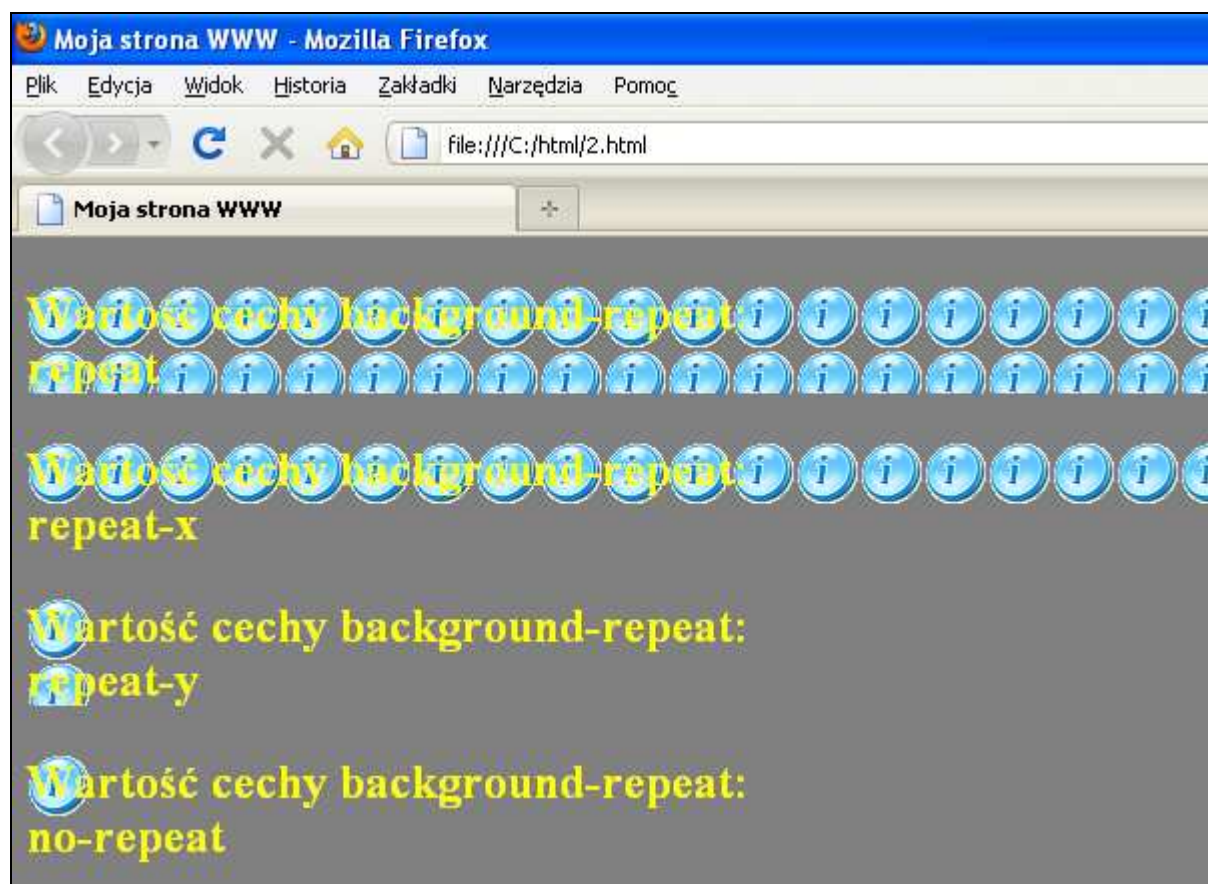 Moja strona WWW - Mozilla Firefox
Plik Edycja Widok Historia Zakładki Narzędzia Pomoc
file:///C:/html/2.html
Moja strona WWW
Wartość cechy background-repeat:
repeat
Wartość cechy background-repeat:
repeat-x
Wartość cechy background-repeat:
repeat-y
Wartość cechy background-repeat:
no-repeat